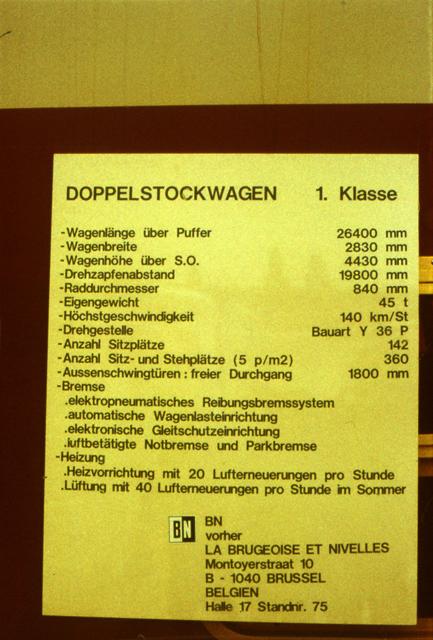 DOPPELSTOCKWAGEN 1. Klasse
-Wagenlänge über Puffer 26400 mm
-Wagenbreite 2830 mm
-Wagenhöhe über S.O. 4430 mm
-Drehzapfenabstand 19800 mm
-Raddurchmesser 840 mm
-Eigengewicht 45 t
-Höchstgeschwindigkeit 140 km/St
-Drehgestelle Bauart Y 36 P
-Anzahl Sitzplätze 142
-Anzahl Sitz- und Stehplätze (5 p/m2) 360
-Aussenschwingtüren : freier Durchgang 1800 mm
-Bremse
.elektropneumatisches Reibungsbremssystem
.automatische Wagenlasteinrichtung
.elektronische Gleitschutzeinrichtung
.luftbetätigte Notbremse und Parkbremse
-Heizung
.Heizvorrichtung mit 20 Lufterneuerungen pro Stunde
.Lüftung mit 40 Lufterneuerungen pro Stunde im Sommer
BN BN
vorher
LA BRUGEOISE ET NIVELLES
Montoyerstraat 10
B - 1040 BRUSSEL
BELGIEN
Halle 17 Standnr. 75